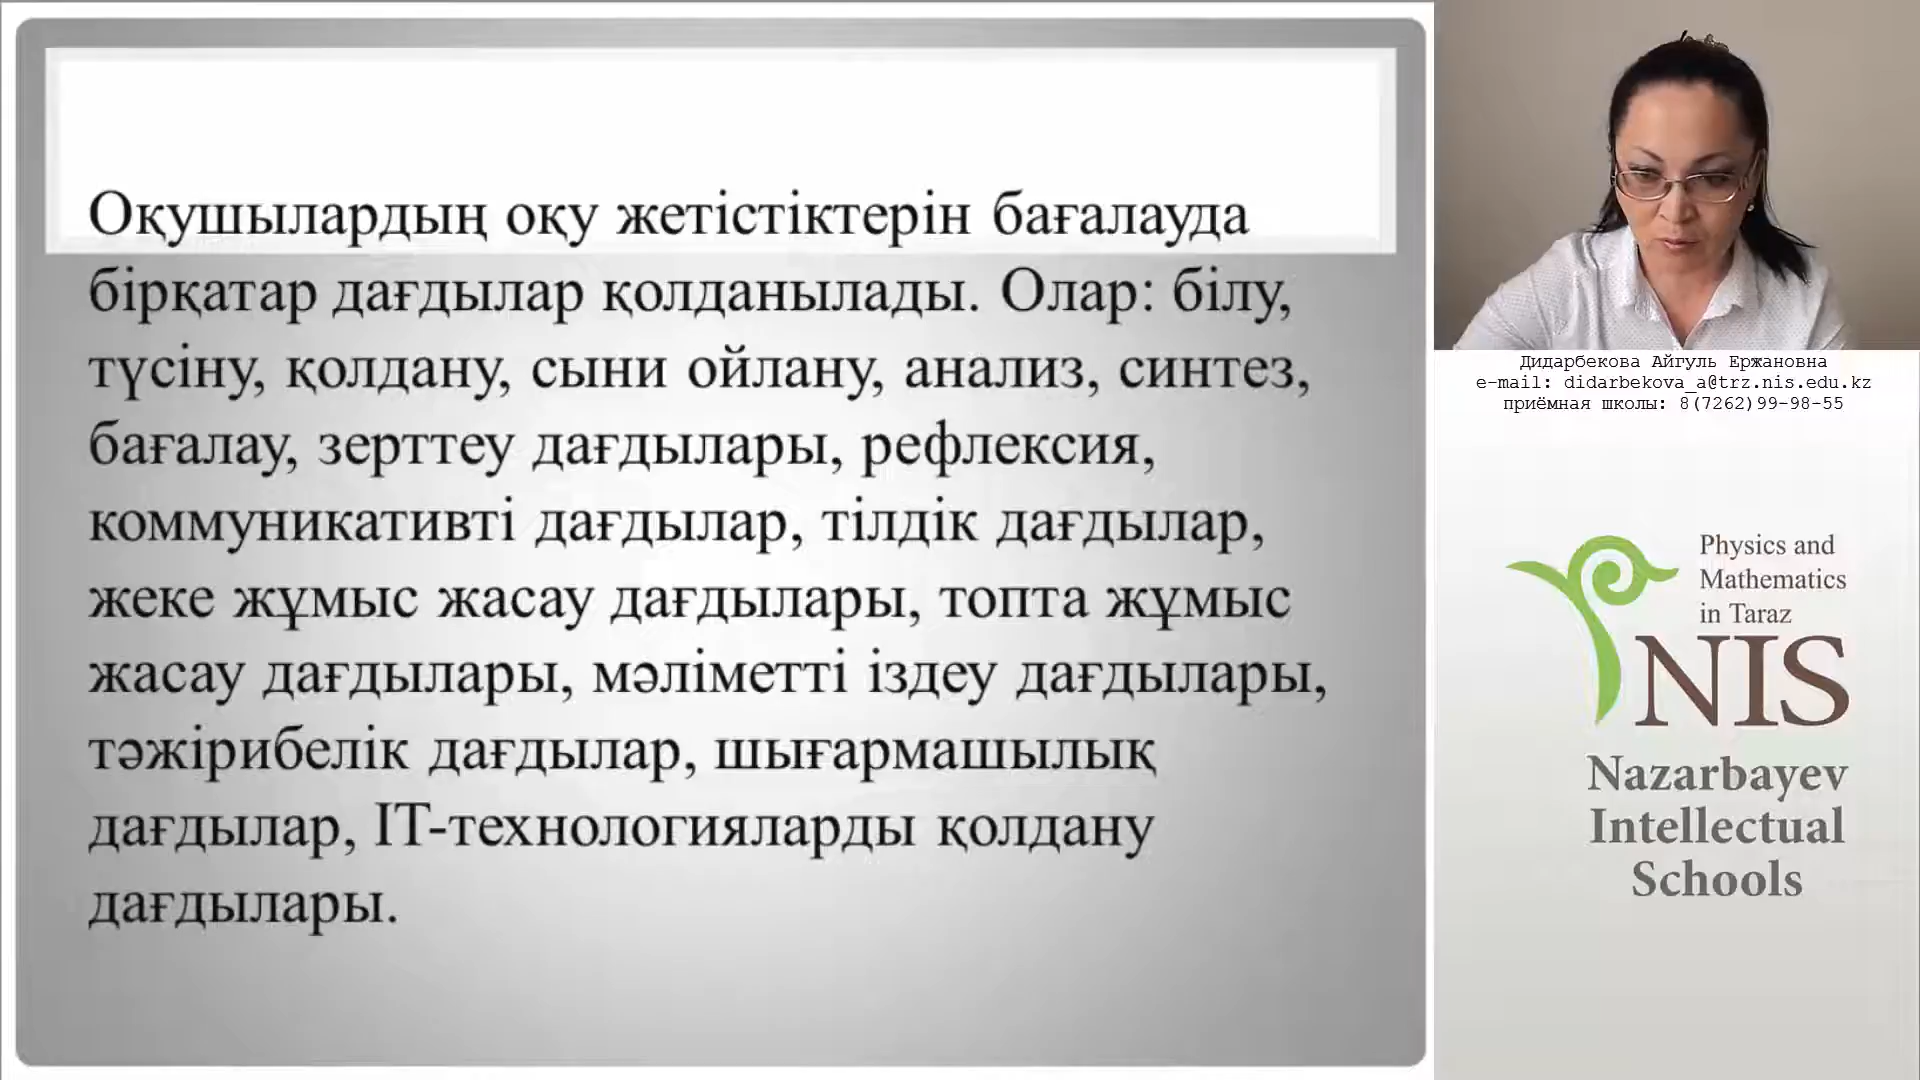 Оқушылардың оқу жетістіктерін бағалауда
бірқатар дағдылар қолданылады. Олар: білу,
түсіну, қолдану, сыни ойлану, анализ, синтез,
бағалау, зерттеу дағдылары, рефлексия,
коммуникативті дағдылар, тілдік дағдылар,
жеке жұмыс жасау дағдылары, топта жұмыс
жасау дағдылары, мәліметті іздеу дағдылары,
тәжірибелік дағдылар, шығармашылық
дағдылар, ІТ-технологияларды қолдану
дағдылары.
Дидарбекова Айгуль Ержановна
e-mail: didarbekova_a@trz.nis.edu.kz
приёмная школы: 8(7262)99-98-55
Physics and
Mathematics
in Taraz
NIS
Nazarbayev
Intellectual
Schools